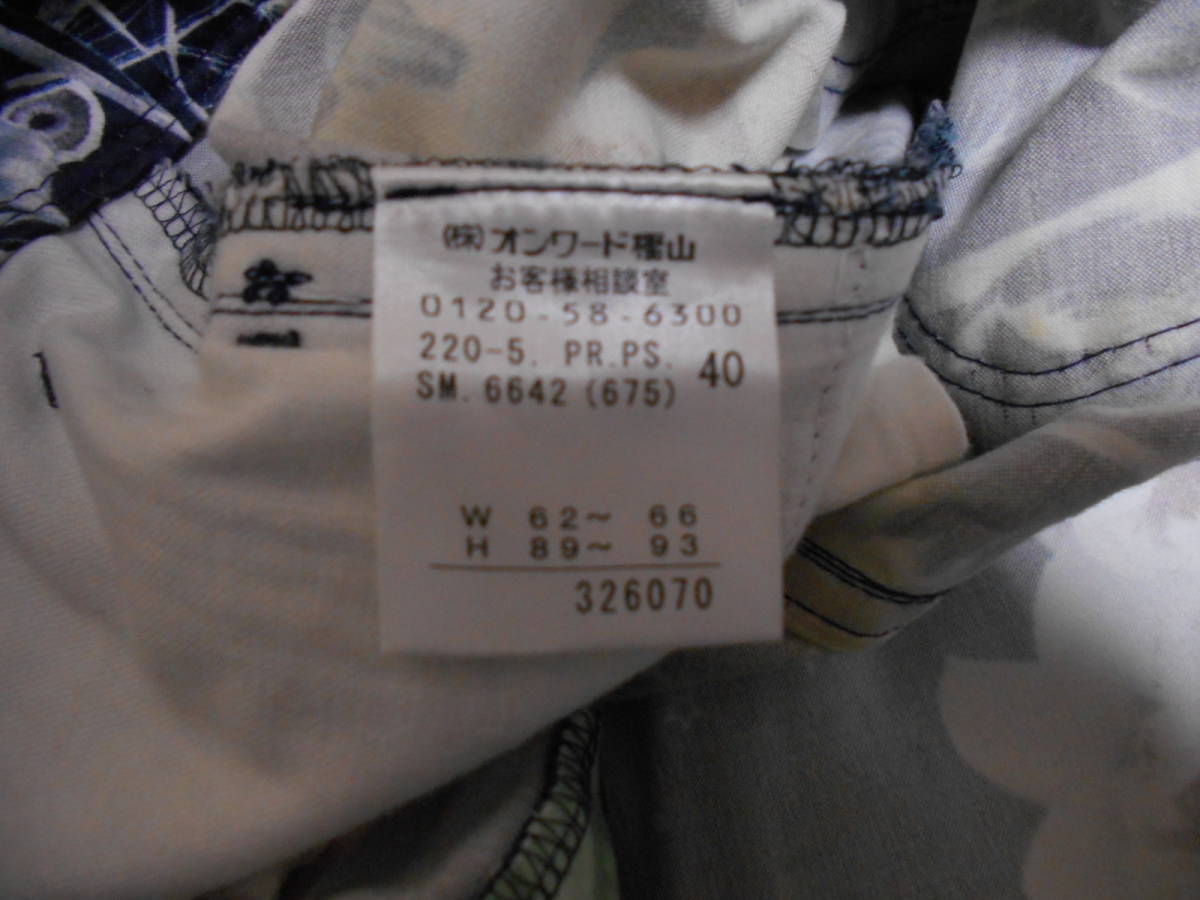 (株)オンワード樫山
お客様相談室
0120-58-6300
220-5. PR.PS. 40
SM. 6642 (675)
W 62~ 66
H 89~ 93
326070